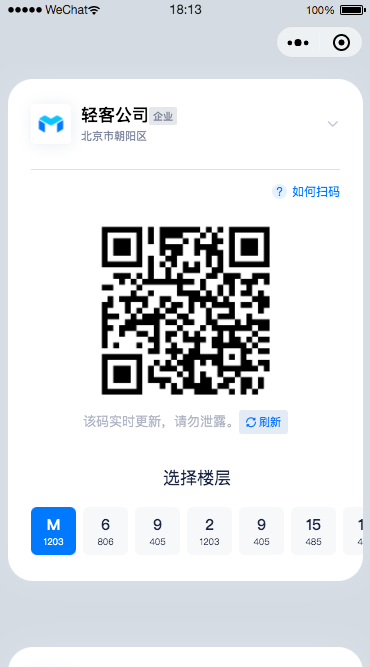 WeChat 18:13 100%
轻客公司 企业
北京市朝阳区
? 如何扫码
该码实时更新，请勿泄露。 刷新
选择楼层
M 6 9 2 9 15
1203 806 405 1203 405 485